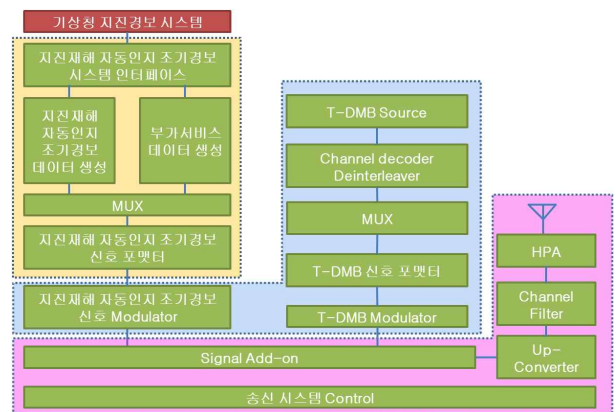 기상청 지진경보 시스템
지진재해 자동인지 조기경보
시스템 인터페이스
지진재해
자동인지
조기경보
데이터 생성
부가서비스
데이터 생성
MUX
지진재해 자동인지 조기경보
신호 포맷터
지진재해 자동인지 조기경보
신호 Modulator
T-DMB Source
Channel decoder
Deinterleaver
MUX
T-DMB 신호 포맷터
T-DMB Modulator
HPA
Channel
Filter
Up-
Converter
Signal Add-on
송신 시스템 Control